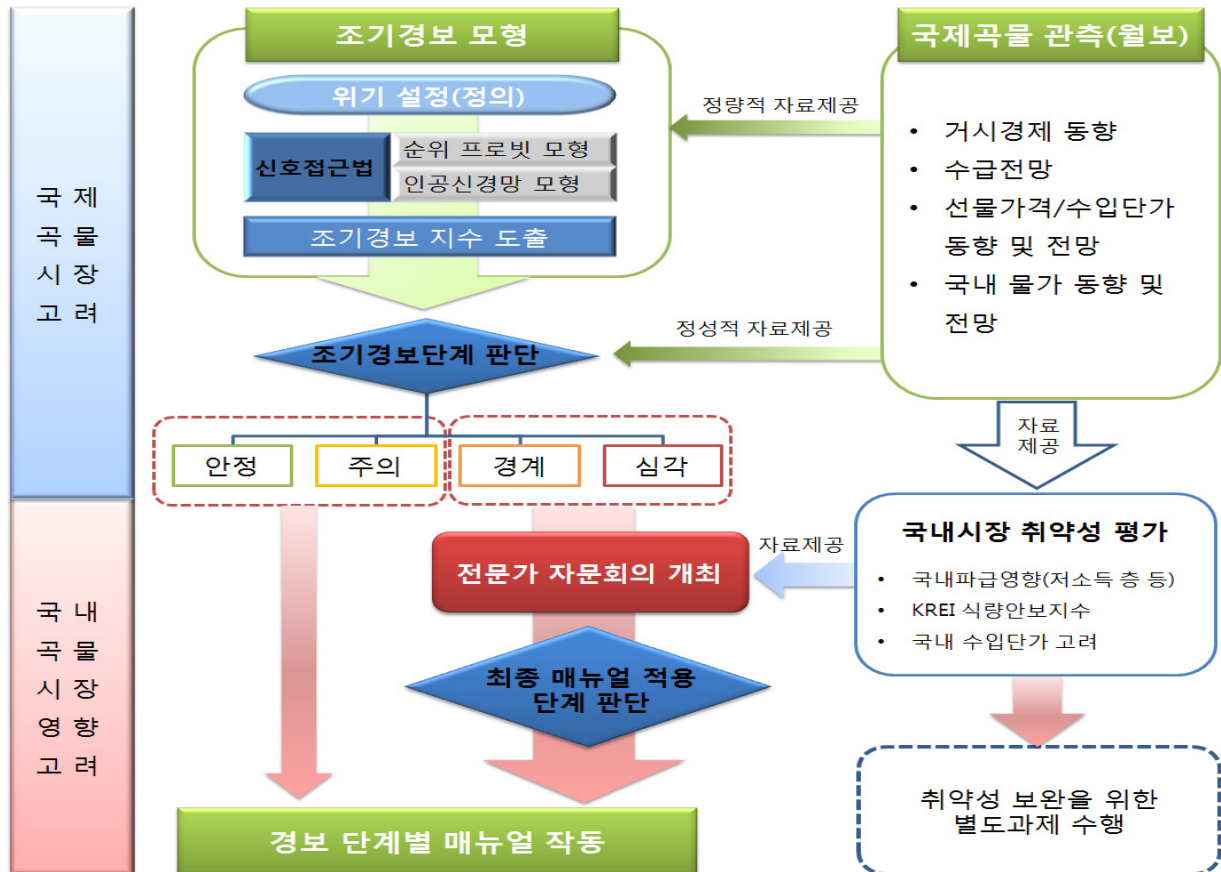 국 제
곡 물
시 장
고 려
국 내
곡 물
시 장
영 향
고 려
조기경보 모형
위기 설정(정의)
신호접근법
순위 프로빗 모형
인공신경망 모형
조기경보 지수 도출
정량적 자료제공
국제곡물 관측(월보)
• 거시경제 동향
• 수급전망
• 선물가격/수입단가
동향 및 전망
• 국내 물가 동향 및
전망
조기경보단계 판단
정성적 자료제공
안정
주의
경계
심각
자료
제공
전문가 자문회의 개최
자료제공
국내시장 취약성 평가
• 국내파급영향(저소득 층 등)
• KREI 식량안보지수
• 국내 수입단가 고려
최종 매뉴얼 적용
단계 판단
경보 단계별 매뉴얼 작동
취약성 보완을 위한
별도과제 수행